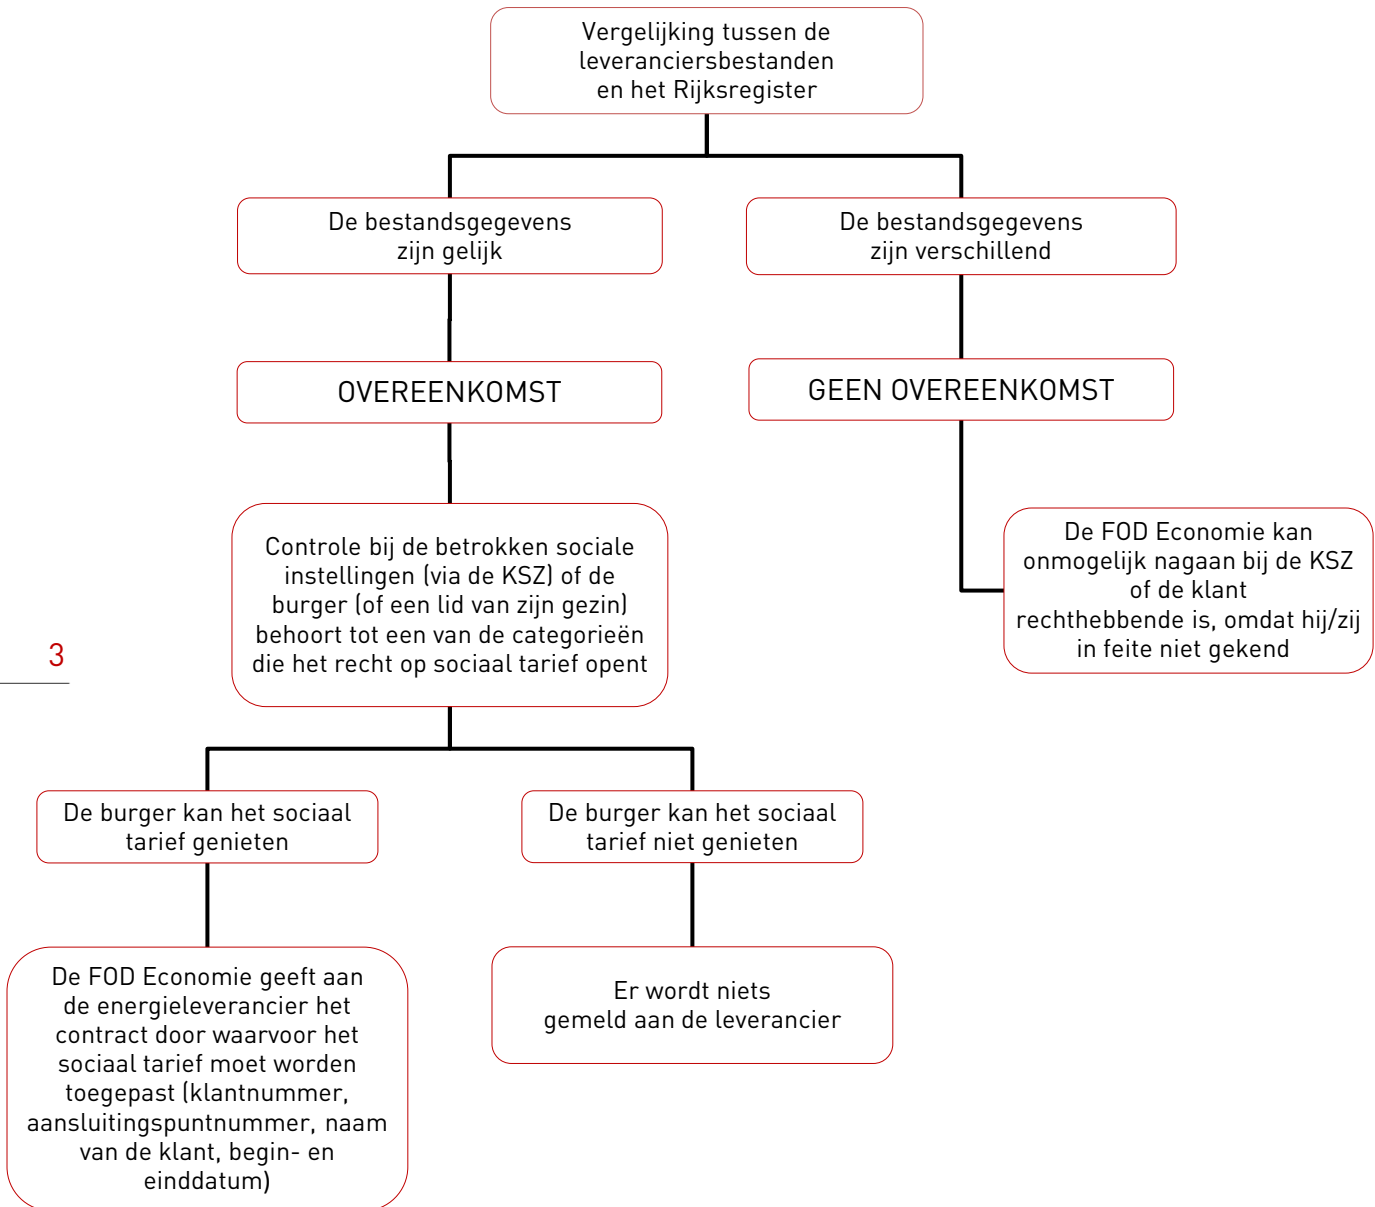 Vergelijking tussen de
leveranciersbestanden
en het Rijksregister
De bestandsgegevens
zijn gelijk
De bestandsgegevens
zijn verschillend
OVEREENKOMST
GEEN OVEREENKOMST
Controle bij de betrokken sociale
instellingen (via de KSZ) of de
burger (of een lid van zijn gezin)
behoort tot een van de categorieën
die het recht op sociaal tarief opent
De FOD Economie kan
onmogelijk nagaan bij de KSZ
of de klant
rechthebbende is, omdat hij/zij
in feite niet gekend
3
De burger kan het sociaal
tarief genieten
De burger kan het sociaal
tarief niet genieten
De FOD Economie geeft aan
de energieleverancier het
contract door waarvoor het
sociaal tarief moet worden
toegepast (klantnummer,
aansluitingspuntnummer, naam
van de klant, begin- en
einddatum)
Er wordt niets
gemeld aan de leverancier